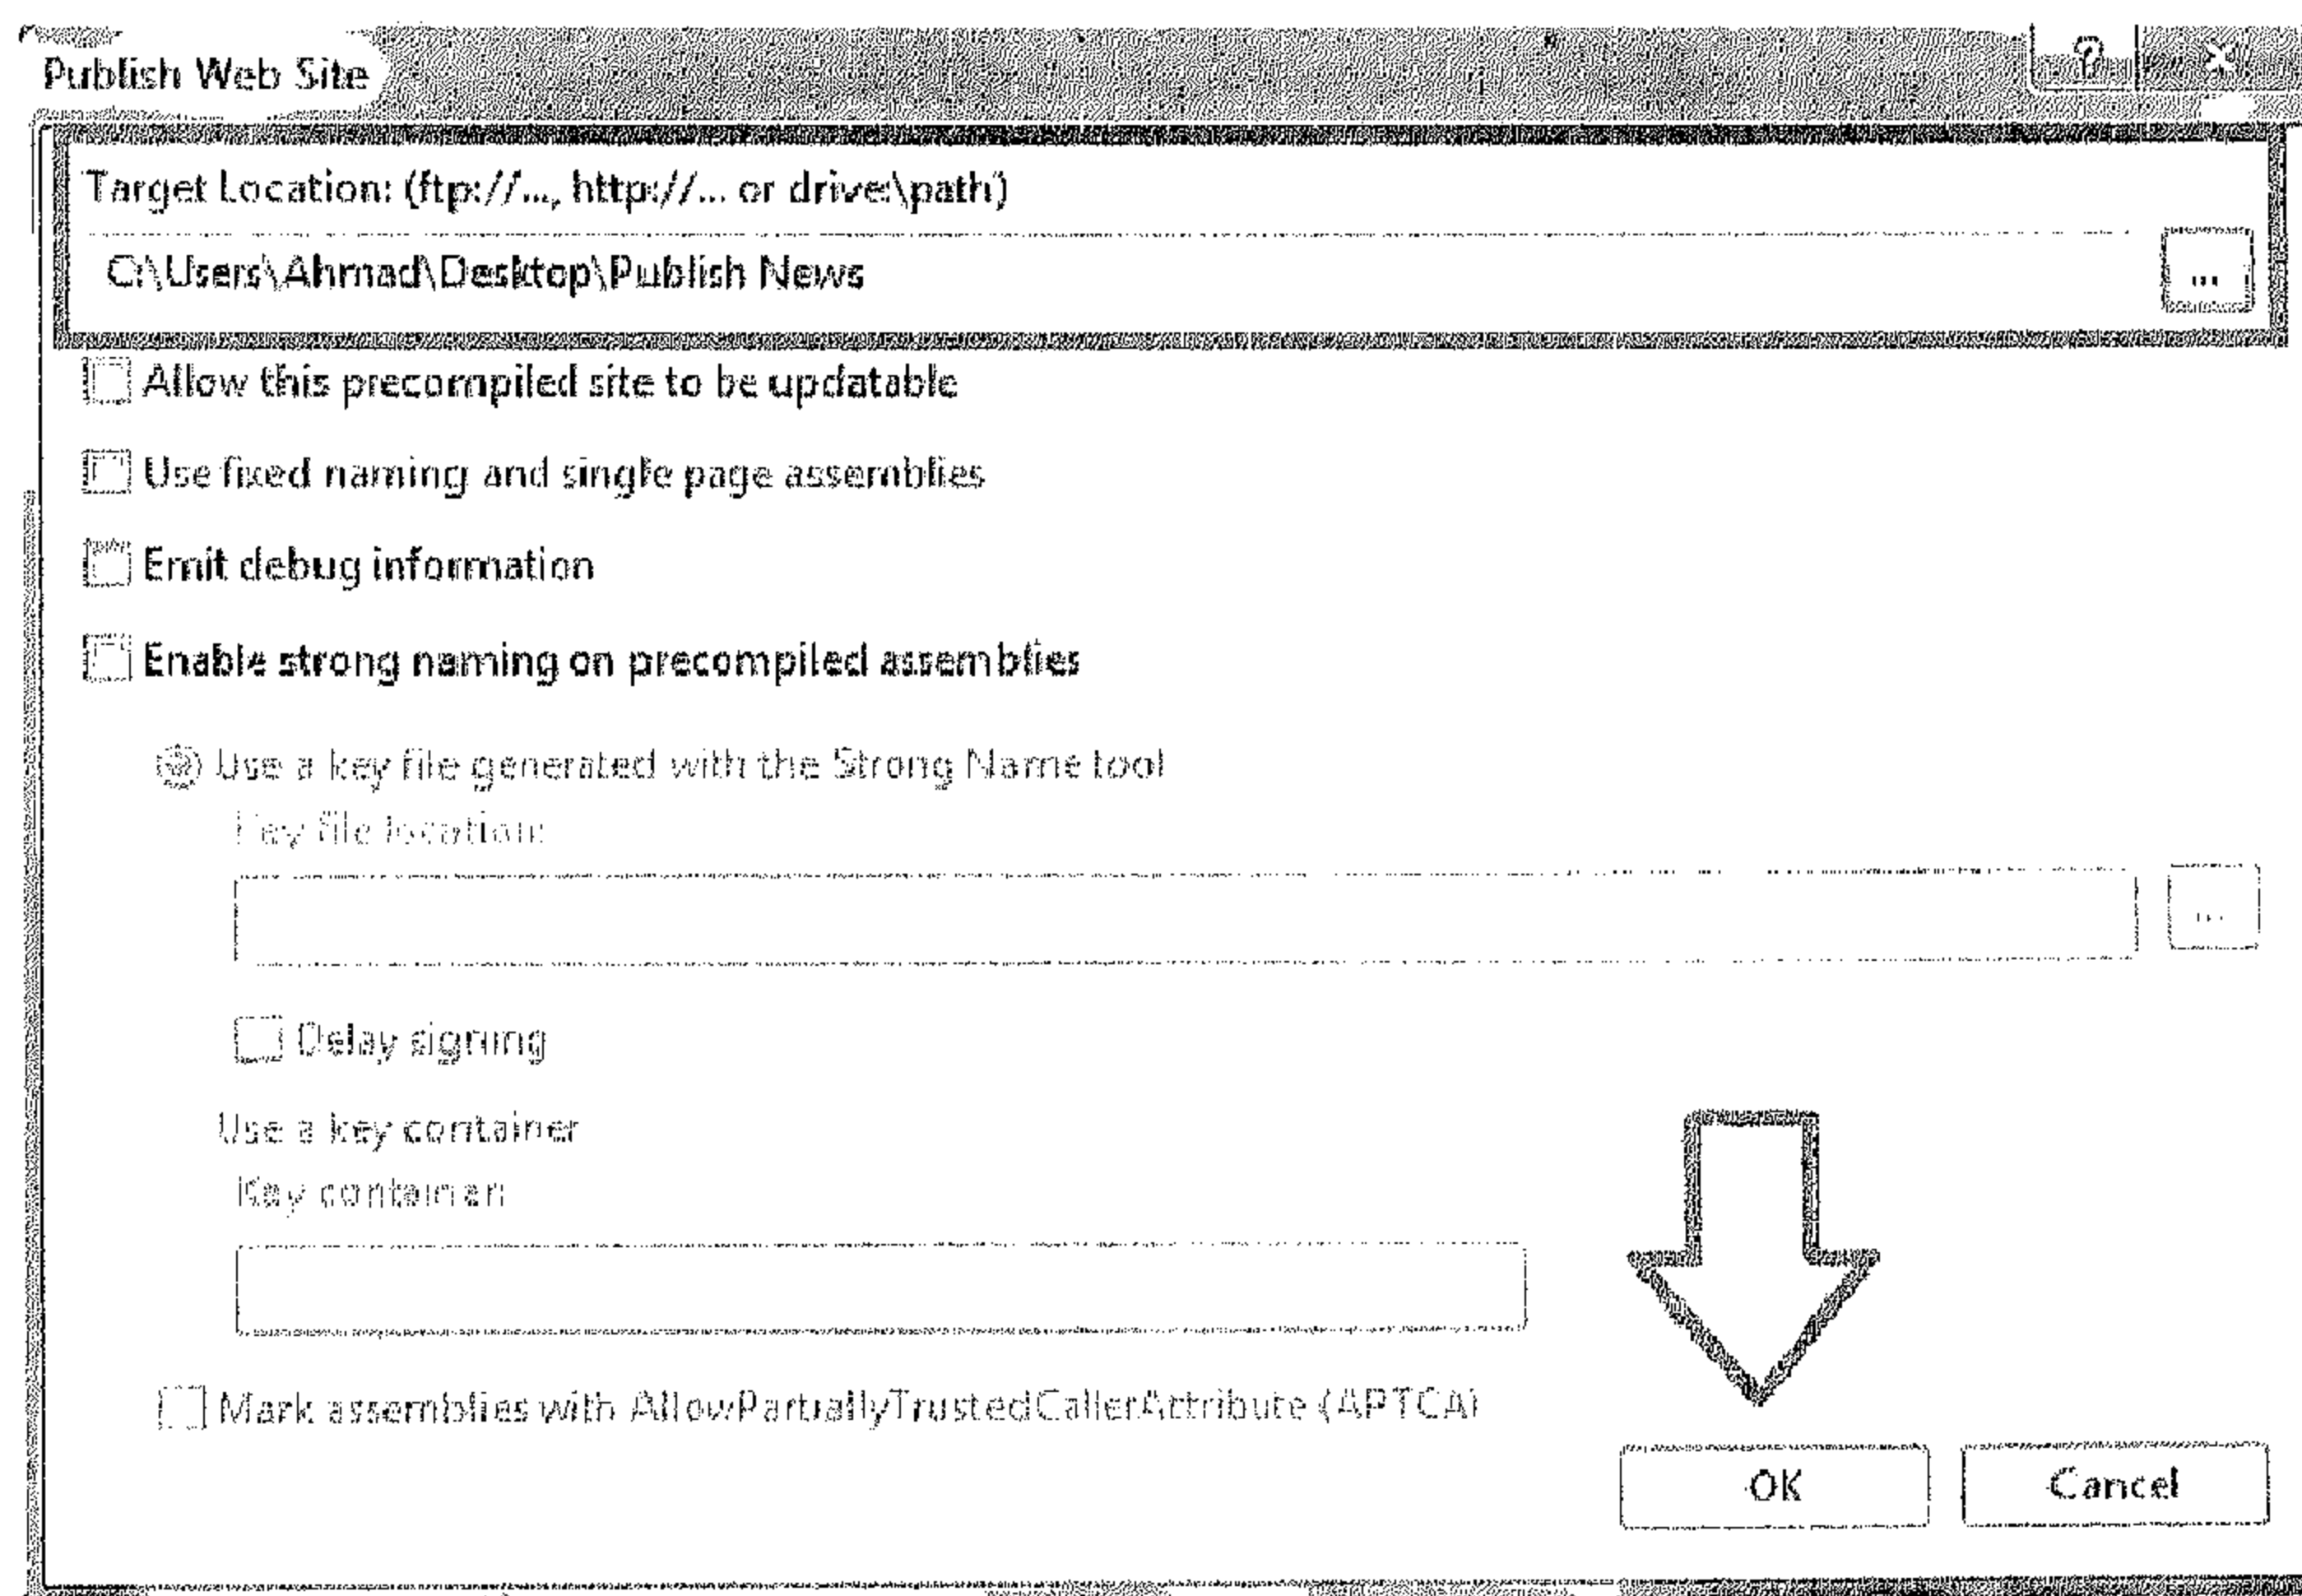 Publish Web Site
Target Location: (ftp://..., http://... or drive:\path)
C:\Users\Ahmad\Desktop\Publish News
...
Allow this precompiled site to be updatable
Use fixed naming and single page assemblies
Emit debug information
Enable strong naming on precompiled assemblies
Use a key file generated with the Strong Name tool
Key file location:
...
Delay signing
Use a key container
Key container:
Mark assemblies with AllowPartiallyTrustedCallerAttribute (APTCA)
OK
Cancel